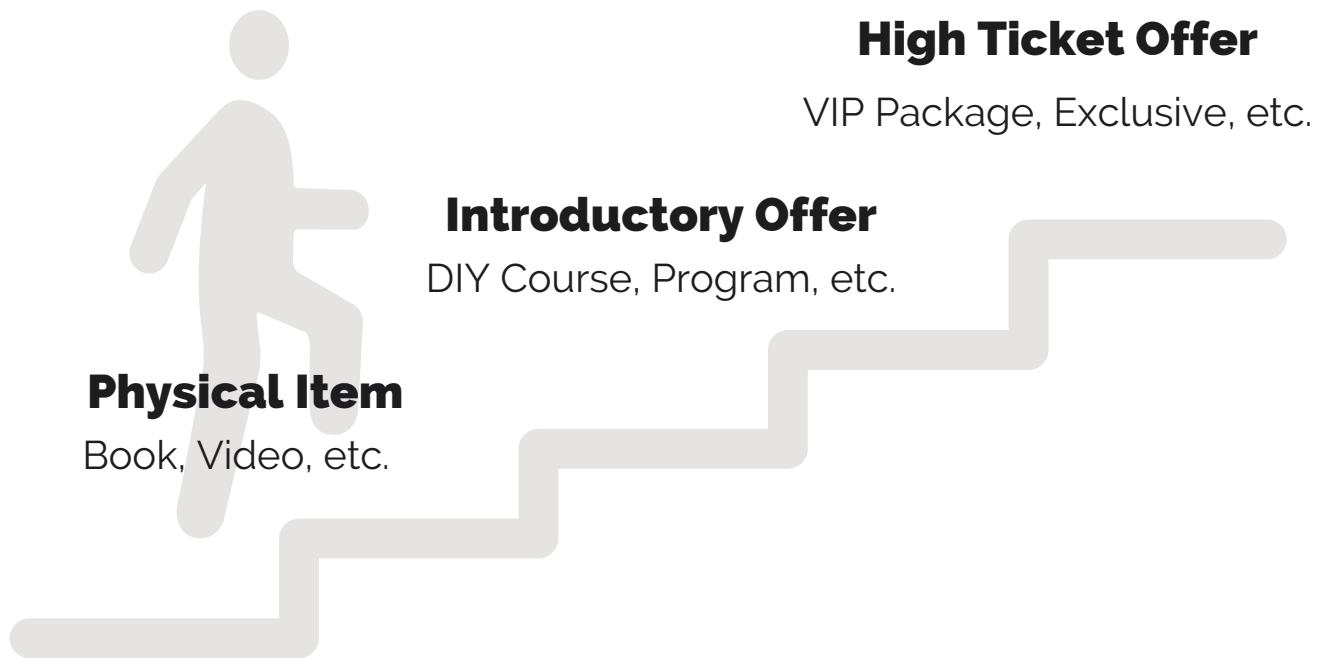 High Ticket Offer
VIP Package, Exclusive, etc.
Introductory Offer
DIY Course, Program, etc.
Physical Item
Book, Video, etc.